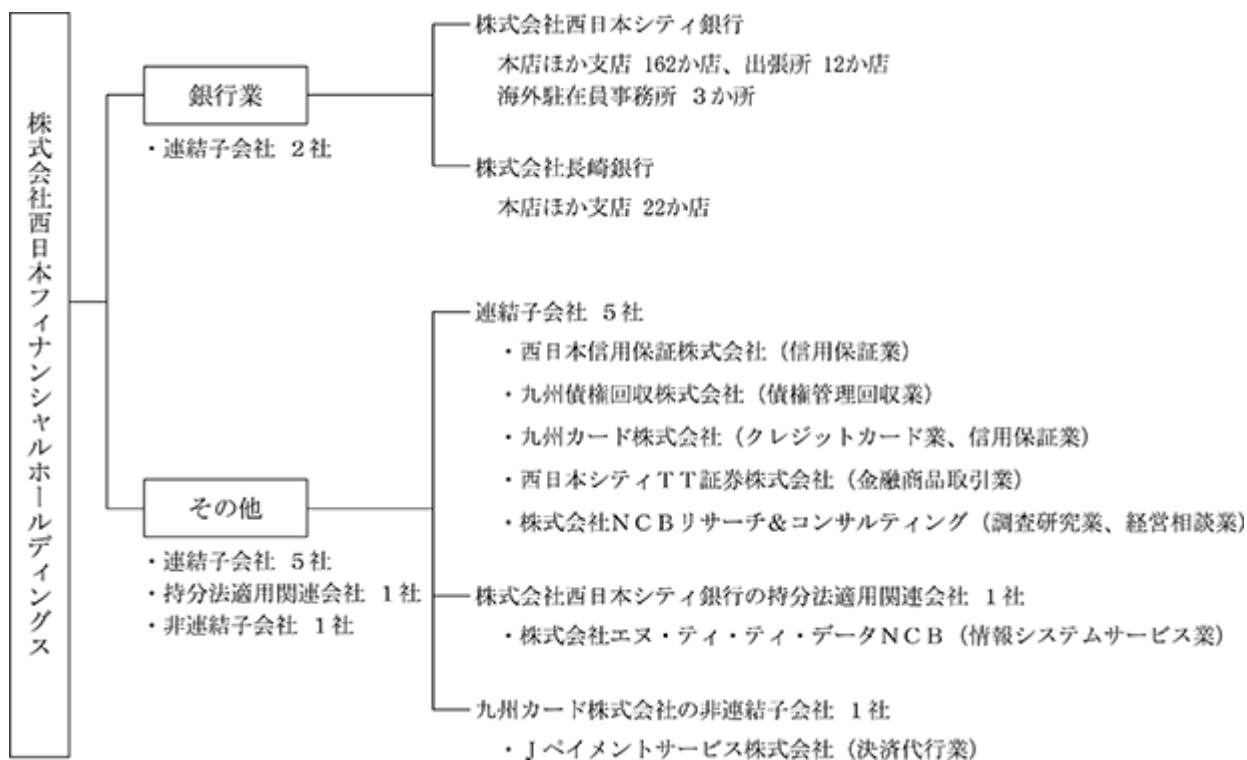 株式会社西日本フィナンシャルホールディングス
銀行業
・連結子会社 2社
株式会社西日本シティ銀行
本店ほか支店 162か店、出張所 12か店
海外駐在員事務所 3か所
株式会社長崎銀行
本店ほか支店 22か店
その他
・連結子会社 5社
・持分法適用関連会社 1社
・非連結子会社 1社
連結子会社 5社
・西日本信用保証株式会社（信用保証業）
・九州債権回収株式会社（債権管理回収業）
・九州カード株式会社（クレジットカード業、信用保証業）
・西日本シティＴＴ証券株式会社（金融商品取引業）
・株式会社ＮＣＢリサーチ＆コンサルティング（調査研究業、経営相談業）
株式会社西日本シティ銀行の持分法適用関連会社 1社
・株式会社エヌ・ティ・ティ・データＮＣＢ（情報システムサービス業）
九州カード株式会社の非連結子会社 1社
・Ｊペイメントサービス株式会社（決済代行業）